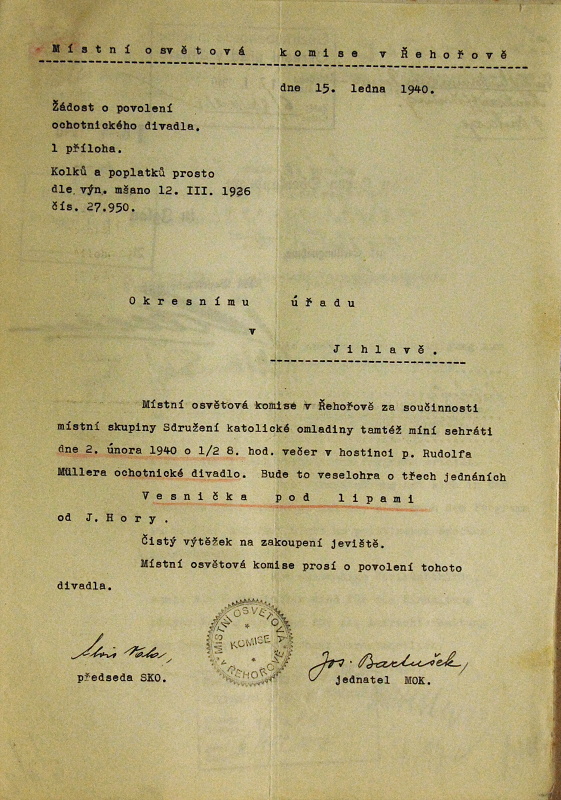 Místní osvětová komise v Řehořově
dne 15. ledna 1940.
Žádost o povolení
ochotnického divadla.
1 příloha.
Kolků a poplatků prosto
dle výn. mšano 12. III. 1926
čís. 27.950.
Okresnímu úřadu
v
Jihlavě.
Místní osvětová komise v Řehořově za součinnosti
místní skupiny Sdružení katolické omladiny tamtéž míní sehráti
dne 2. února 1940 o 1/2 8. hod. večer v hostinci p. Rudolfa
Müllera ochotnické divadlo. Bude to veselohra o třech jednáních
Vesnička pod lipami
od J. Hory.
Čistý výtěžek na zakoupení jeviště.
Místní osvětová komise prosí o povolení tohoto
divadla.
MÍSTNÍ OSVĚTOVÁ
KOMISE
V ŘEHOŘOVĚ
Jos. Bartušek,
předseda SKO.
jednatel MOK.